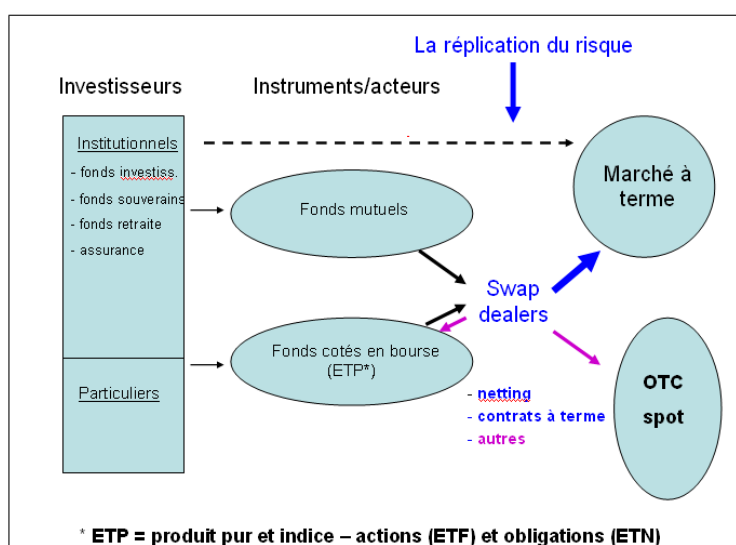 La réplication du risque
Investisseurs
Instruments/acteurs
Institutionnels
- fonds investiss.
- fonds souverains
- fonds retraite
- assurance
Particuliers
Fonds mutuels
Fonds cotés en bourse
(ETP*)
Swap
dealers
- netting
- contrats à terme
- autres
Marché à
terme
OTC
spot
* ETP = produit pur et indice – actions (ETF) et obligations (ETN)